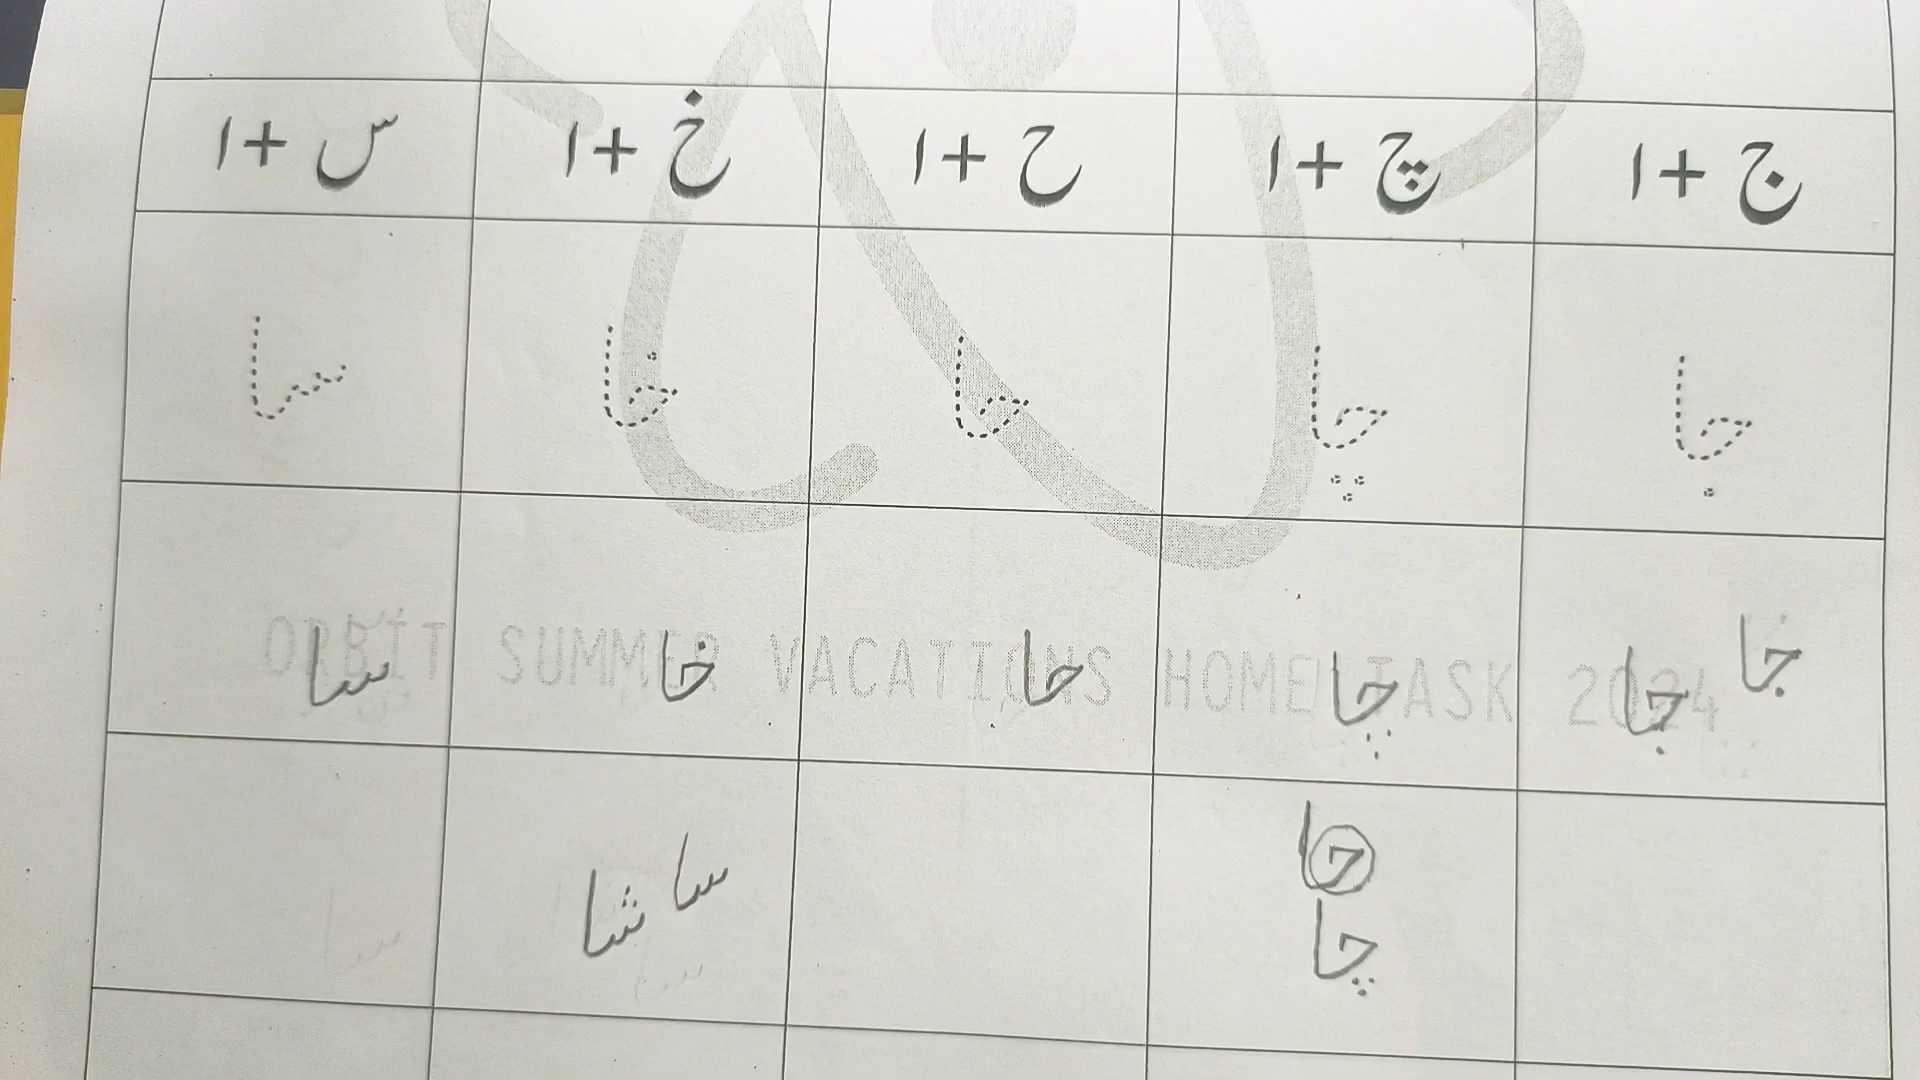 ج + ا چ + ا ح + ا خ + ا س + ا
جا چا حا خا سا
ORBIT SUMMER VACATIONS HOME TASK 2024
جا جا چا حا خا سا
حا سا شا
چا